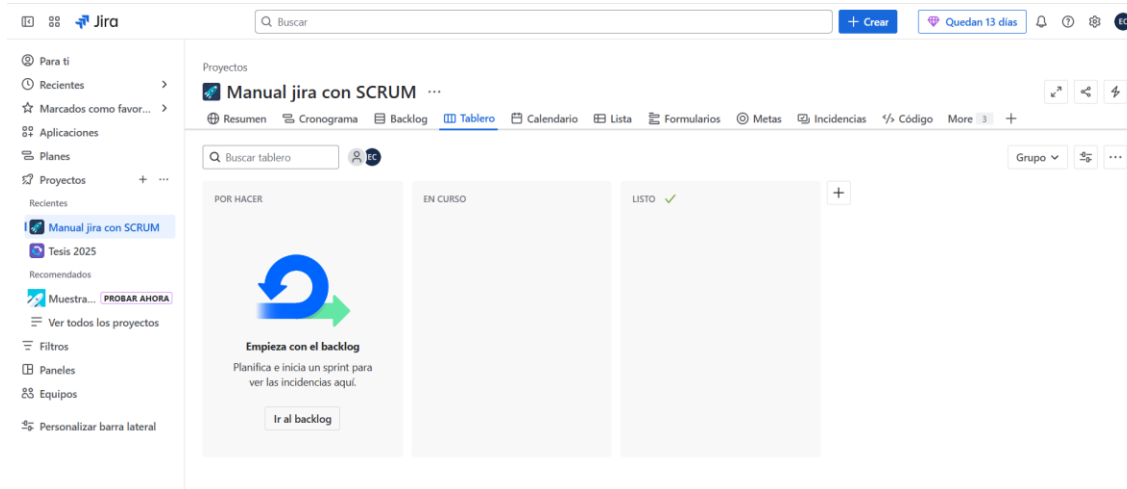 Jira
Buscar
Crear
Quedan 13 días
EC
Para ti
Recientes
Marcados como favor...
Aplicaciones
Planes
Proyectos
Recientes
Manual jira con SCRUM
Tesis 2025
Recomendados
Muestra... PROBAR AHORA
Ver todos los proyectos
Filtros
Paneles
Equipos
Personalizar barra lateral
Proyectos
Manual jira con SCRUM
Resumen Cronograma Backlog Tablero Calendario Lista Formularios Metas Incidencias Código More 3
Buscar tablero
EC
Grupo
POR HACER
EN CURSO
LISTO
Empieza con el backlog
Planifica e inicia un sprint para
ver las incidencias aquí.
Ir al backlog